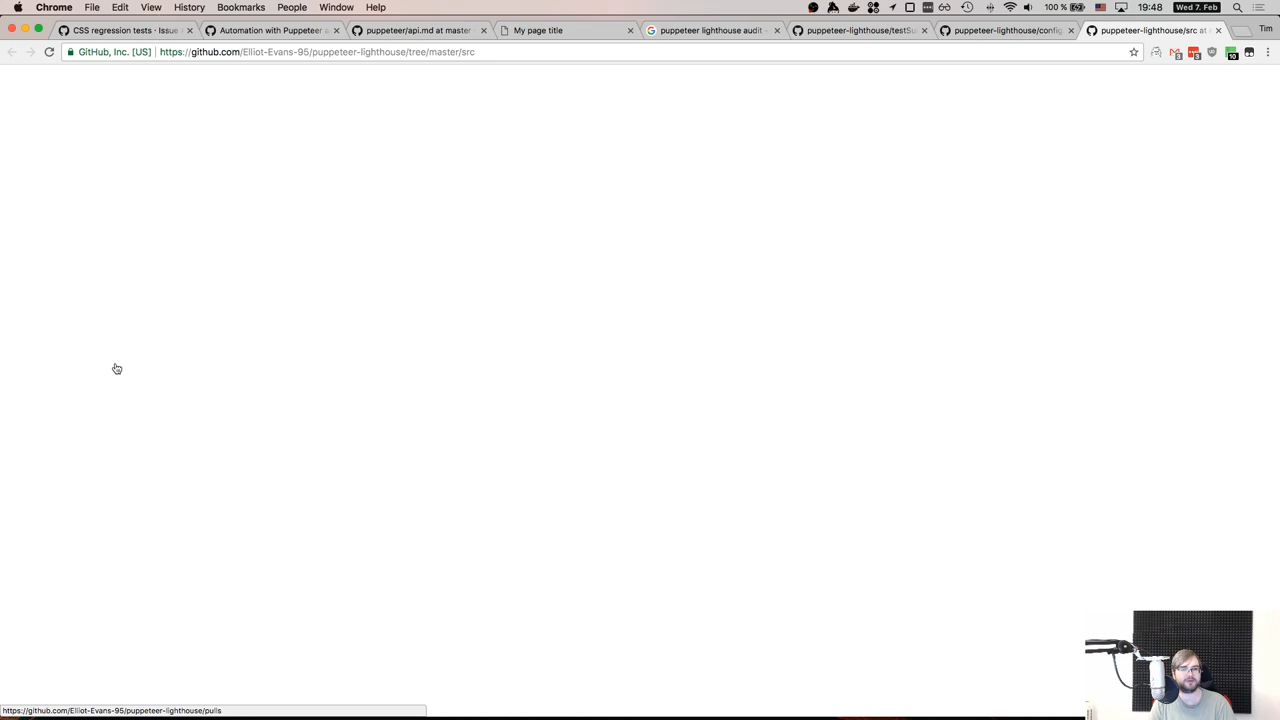 Chrome File Edit View History Bookmarks People Window Help 100 % Wed 7. Feb 19:48
CSS regression tests · Issue
Automation with Puppeteer a
puppeteer/api.md at master
My page title
puppeteer lighthouse audit -
puppeteer-lighthouse/testSu
puppeteer-lighthouse/config
puppeteer-lighthouse/src at
Tim
GitHub, Inc. [US] https://github.com/Elliot-Evans-95/puppeteer-lighthouse/tree/master/src
3 5 10
https://github.com/Elliot-Evans-95/puppeteer-lighthouse/pulls